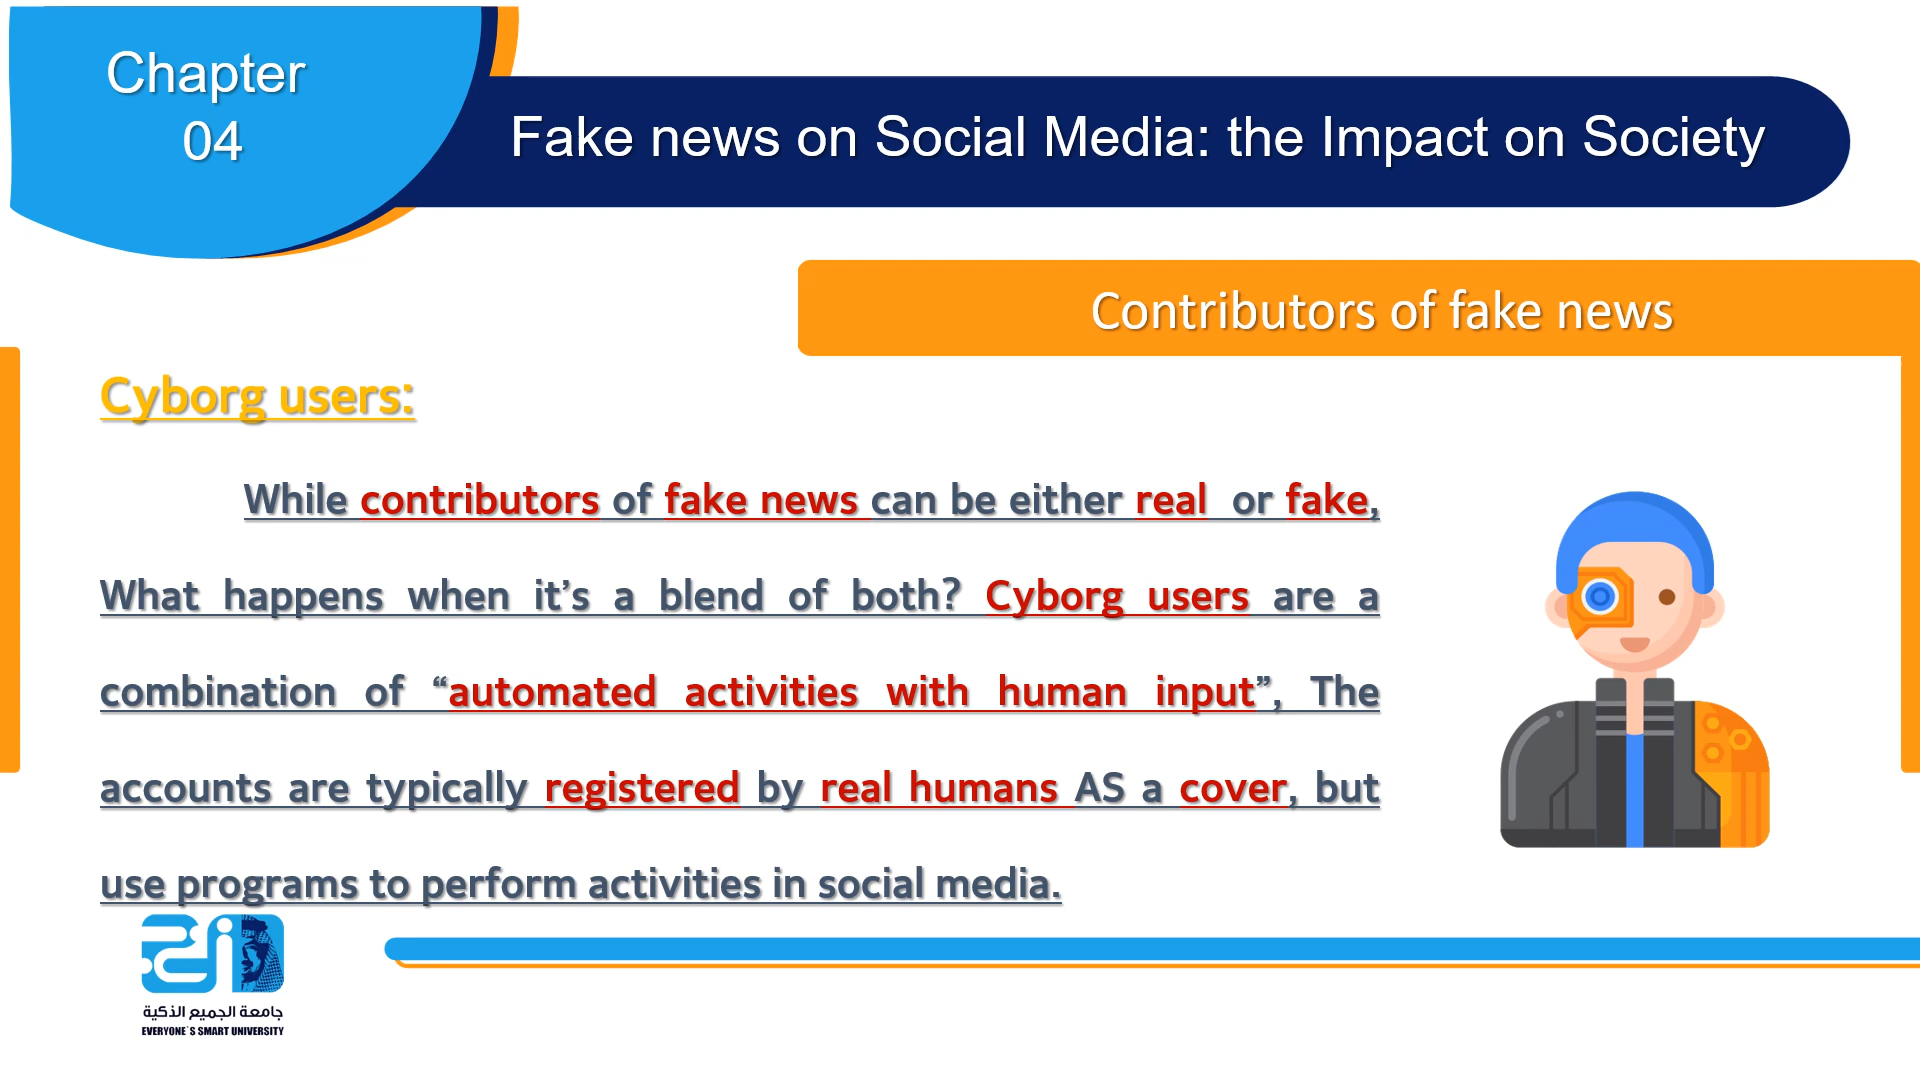 Chapter
04
Fake news on Social Media: the Impact on Society
Contributors of fake news
Cyborg users:
While contributors of fake news can be either real  or fake,
What happens when it’s a blend of both? Cyborg users are a
combination of “automated activities with human input”, The
accounts are typically registered by real humans AS a cover, but
use programs to perform activities in social media.
جامعة الجميع الذكية
EVERYONE`S SMART UNIVERSITY